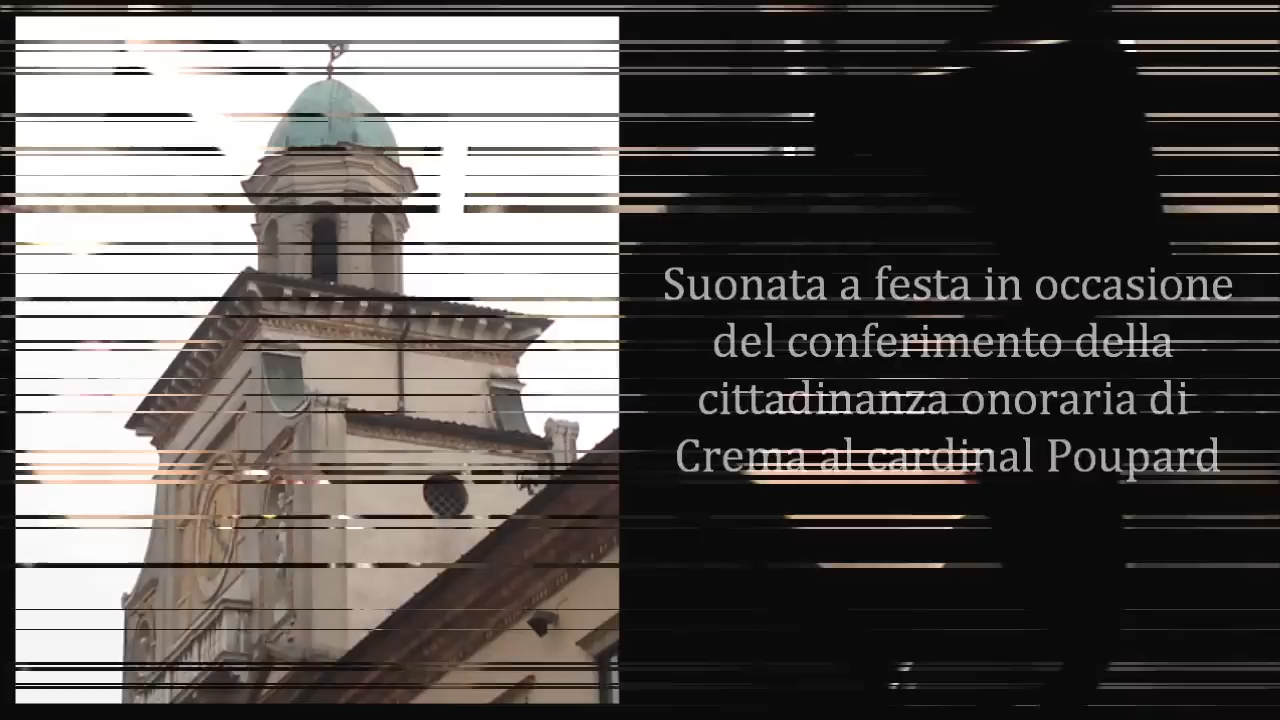 Suonata a festa in occasione
del conferimento della
cittadinanza onoraria di
Crema al cardinal Poupard